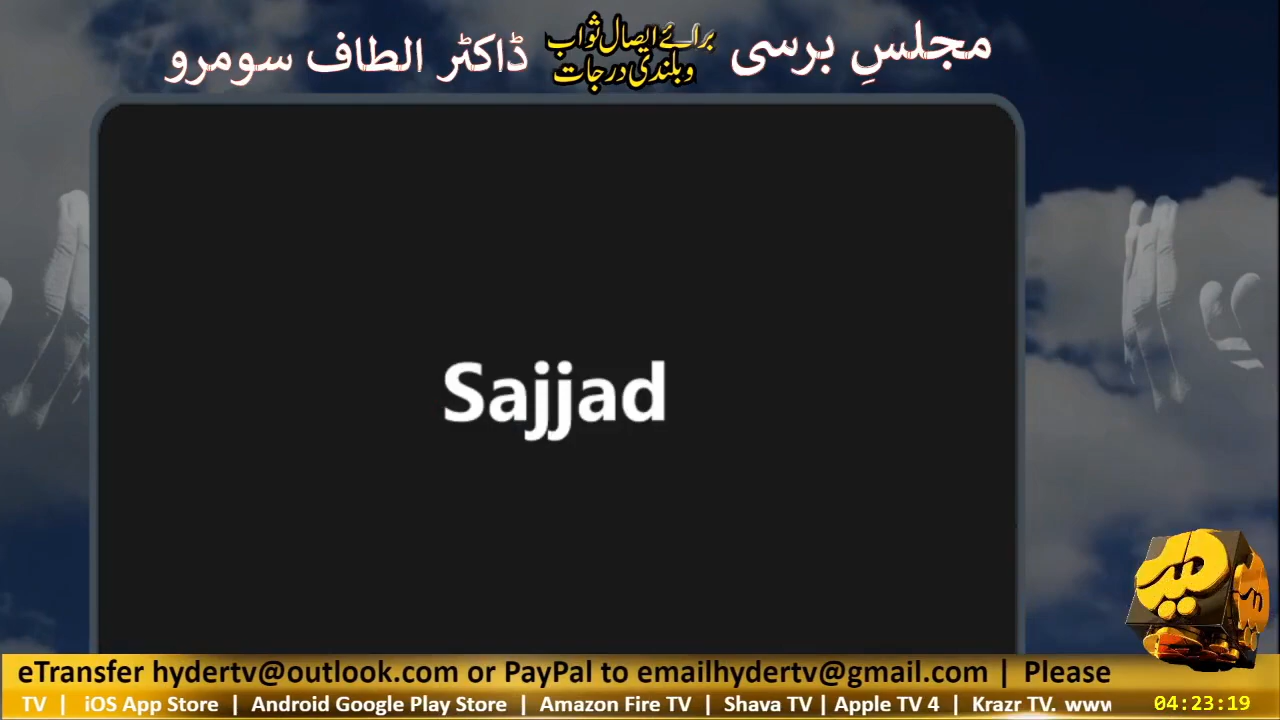 مجلسِ برسی برائے ایصال ثواب و بلندی درجات ڈاکٹر الطاف سومرو
Sajjad
eTransfer hydertv@outlook.com or PayPal to emailhydertv@gmail.com | Please
TV | iOS App Store | Android Google Play Store | Amazon Fire TV | Shava TV | Apple TV 4 | Krazr TV. www
04:23:19